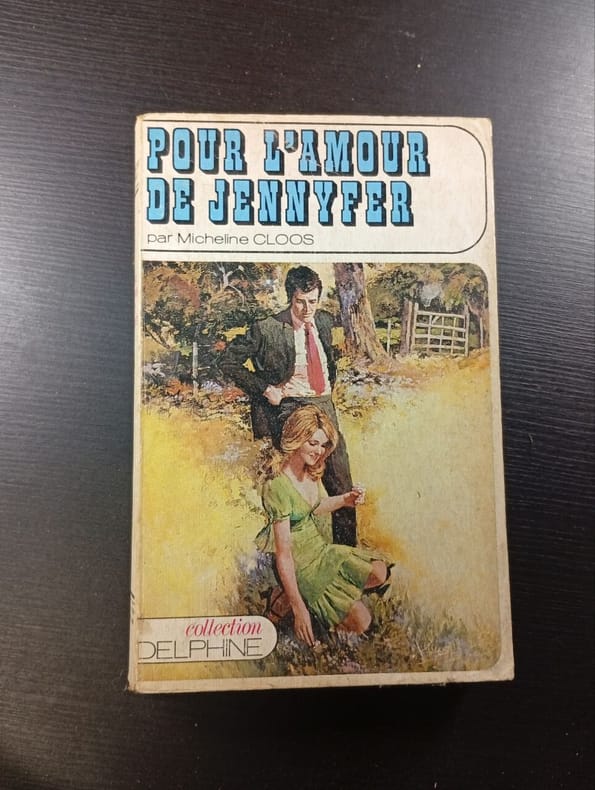 POUR L'AMOUR
DE JENNYFER
par Micheline CLOOS
collection
DELPHINE